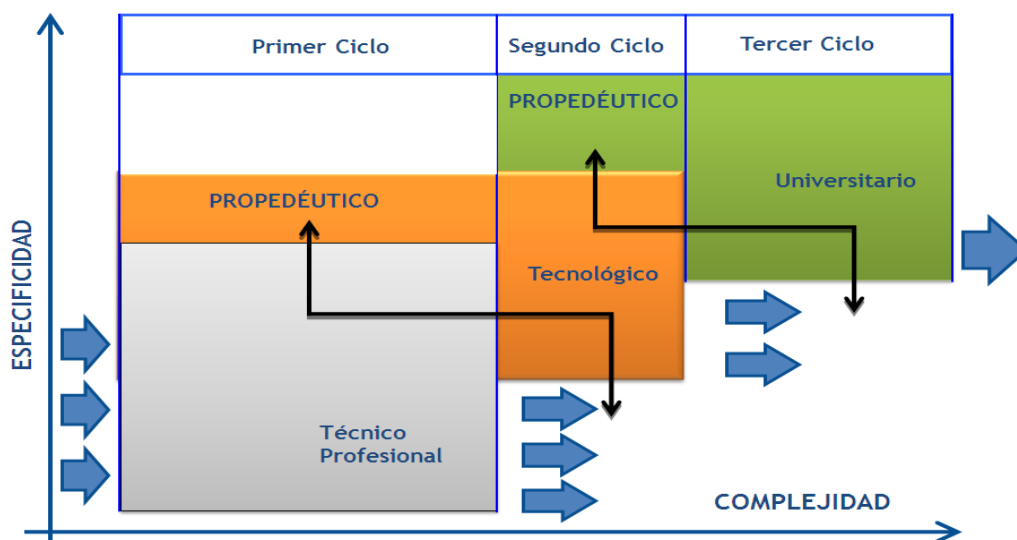 Primer Ciclo
Segundo Ciclo
Tercer Ciclo
PROPEDÉUTICO
PROPEDÉUTICO
Universitario
Tecnológico
Técnico
Profesional
ESPECIFICIDAD
COMPLEJIDAD